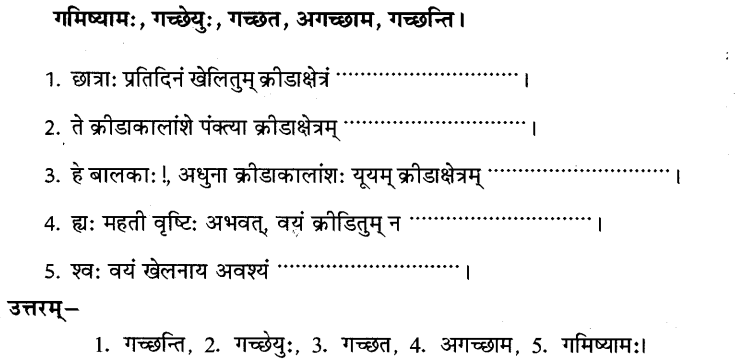 गमिष्यामः, गच्छेयुः, गच्छत, अगच्छाम, गच्छन्ति।
1. छात्राः प्रतिदिनं खेलितुम् क्रीडाक्षेत्रं ..............................।
2. ते क्रीडाकालांशे पंक्त्या क्रीडाक्षेत्रम् ..............................।
3. हे बालकाः!, अधुना क्रीडाकालांशः यूयम् क्रीडाक्षेत्रम् ..............................।
4. ह्यः महती वृष्टिः अभवत्, वयं क्रीडितुम् न ..............................।
5. श्वः वयं खेलनाय अवश्यं ..............................।
उत्तरम्–
1. गच्छन्ति, 2. गच्छेयुः, 3. गच्छत, 4. अगच्छाम, 5. गमिष्यामः।